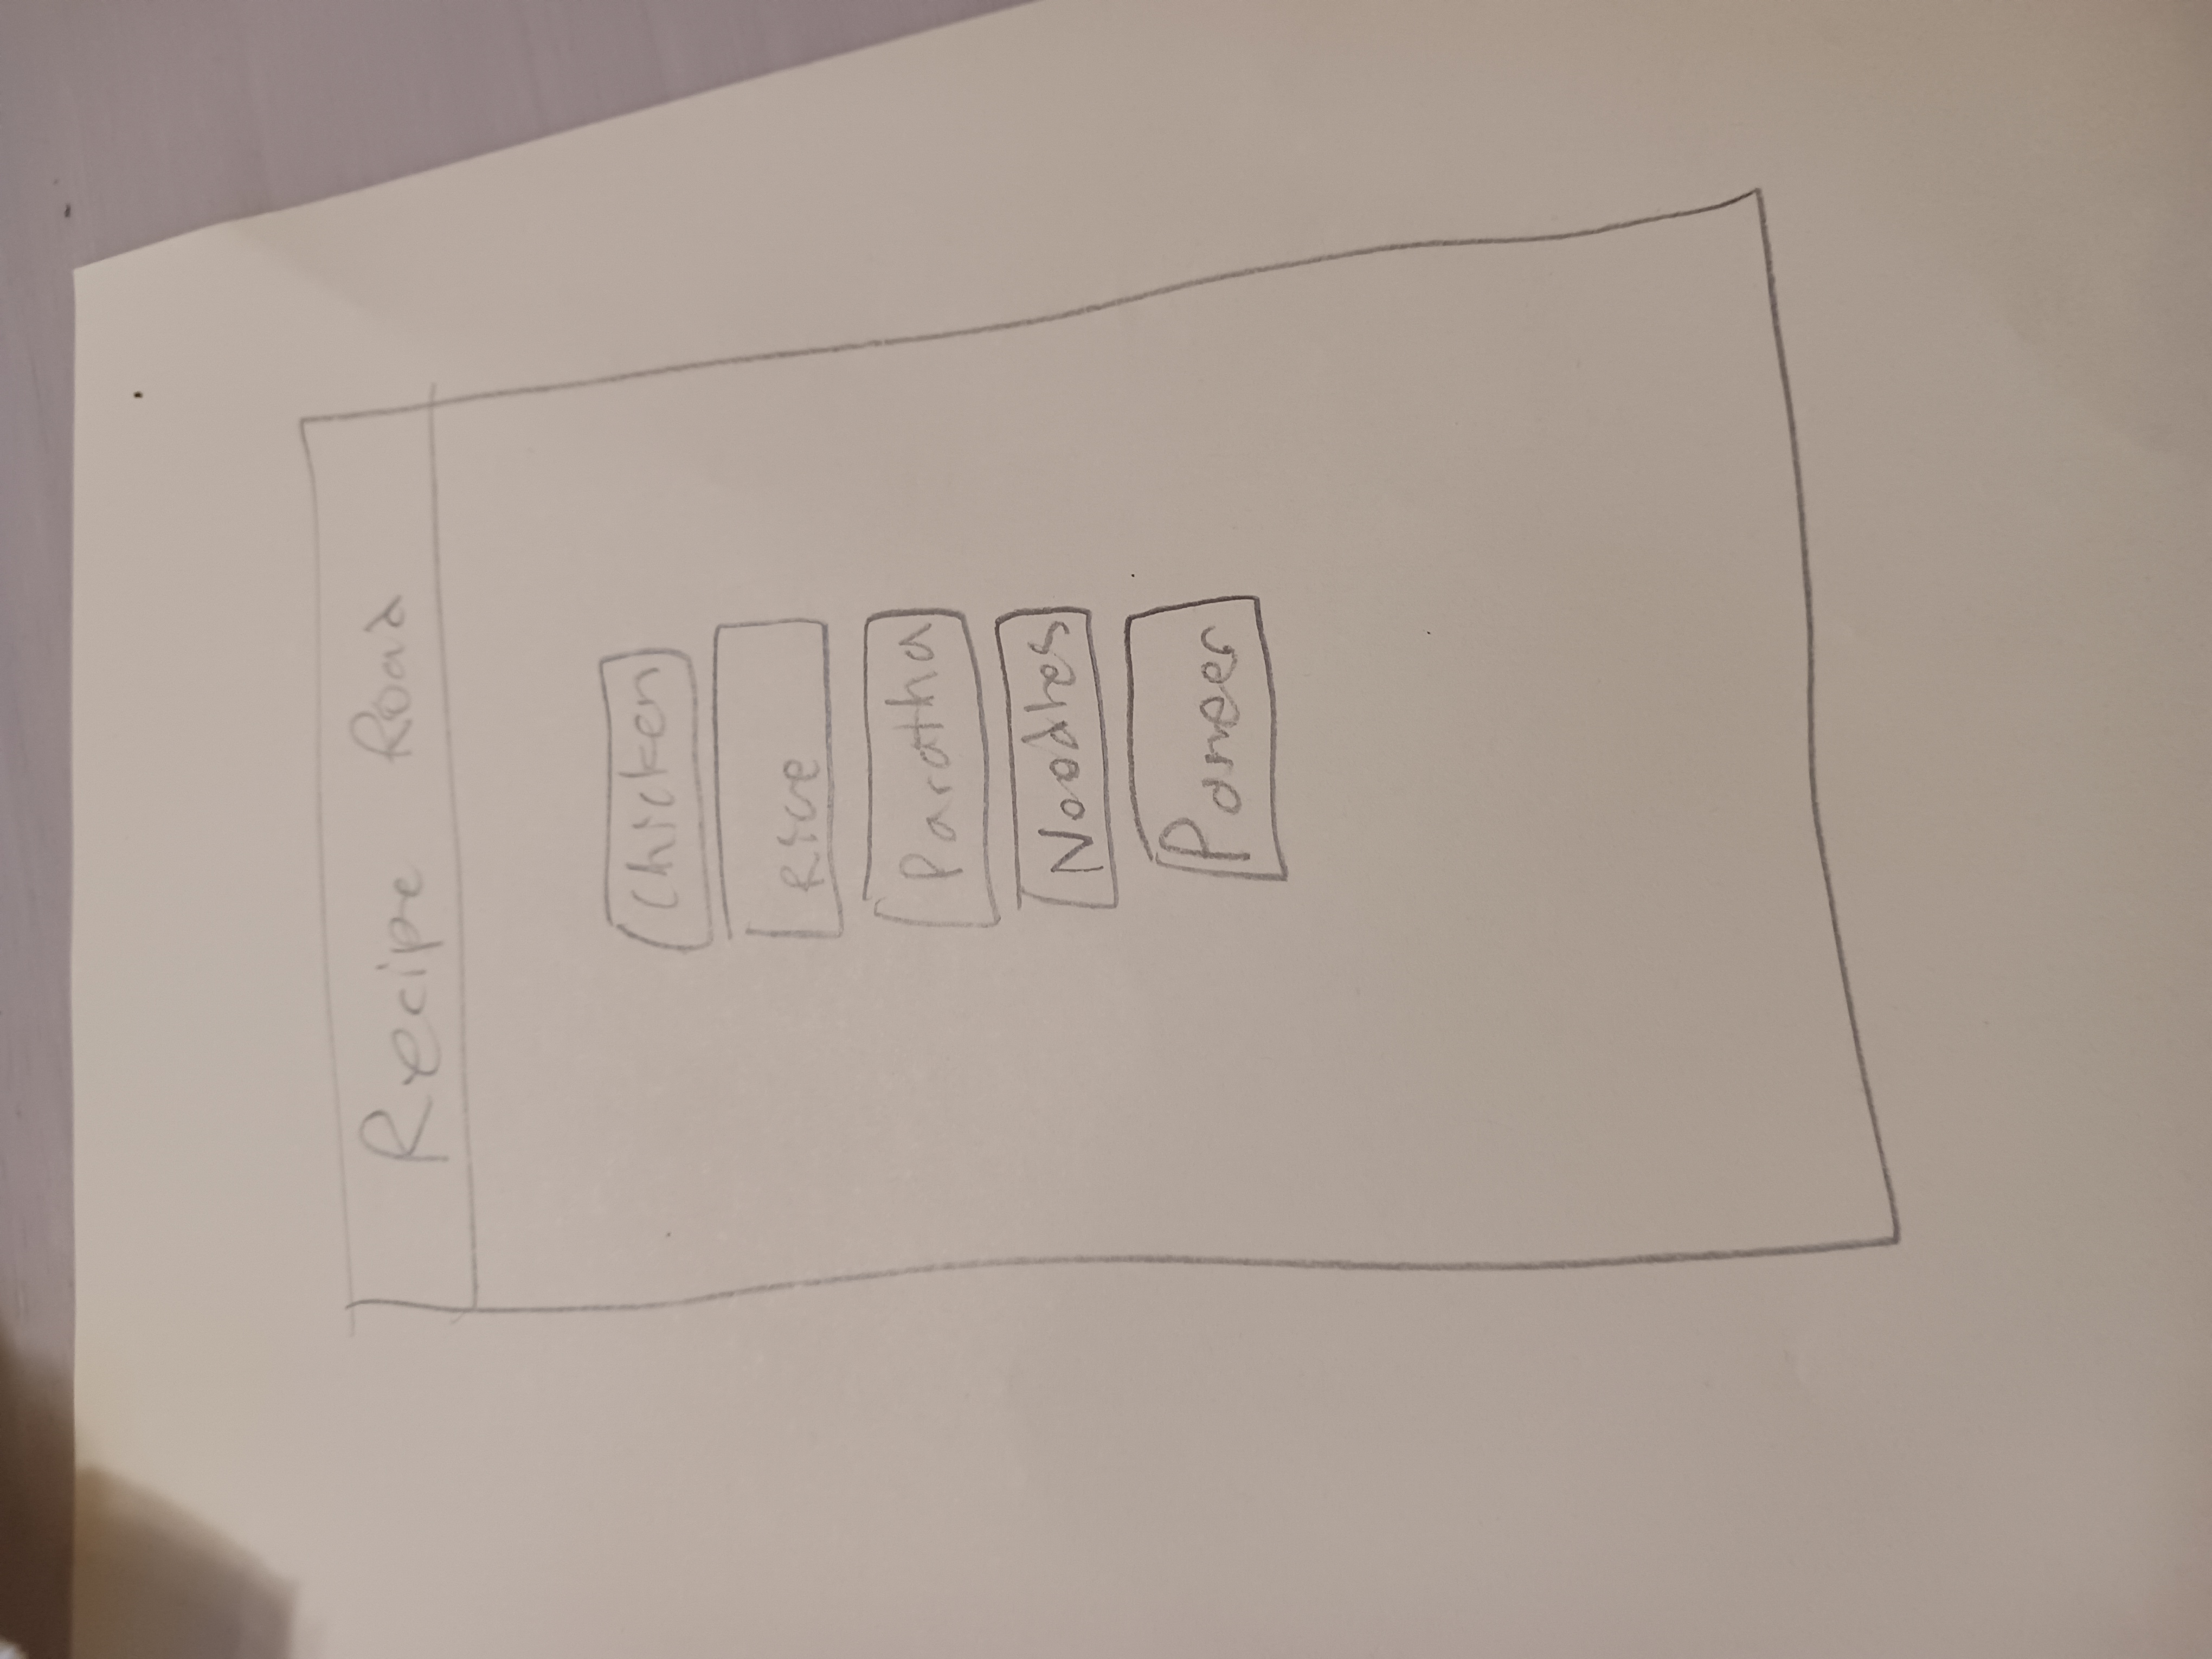 Recipe Road
Chicken
Rice
Paratha
Noodles
Paneer